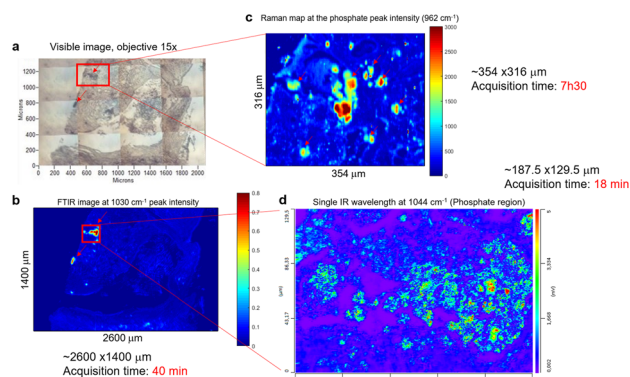 a
Visible image, objective 15x
Microns
1200
1000
800
600
400
200
0
0 200 400 600 800 1000 1200 1400 1600 1800 2000
Microns
c
Raman map at the phosphate peak intensity (962 cm⁻¹)
316 µm
354 µm
3000
2500
2000
1500
1000
500
0
~354 x316 µm
Acquisition time: 7h30
~187.5 x129.5 µm
Acquisition time: 18 min
b
FTIR image at 1030 cm⁻¹ peak intensity
1400 µm
2600 µm
0.8
0.7
0.6
0.5
0.4
0.3
0.2
0.1
0
~2600 x1400 µm
Acquisition time: 40 min
d
Single IR wavelength at 1044 cm⁻¹ (Phosphate region)
129,5
86,33
(µm)
43,17
0
5
3,334
(mV)
1,668
0,002